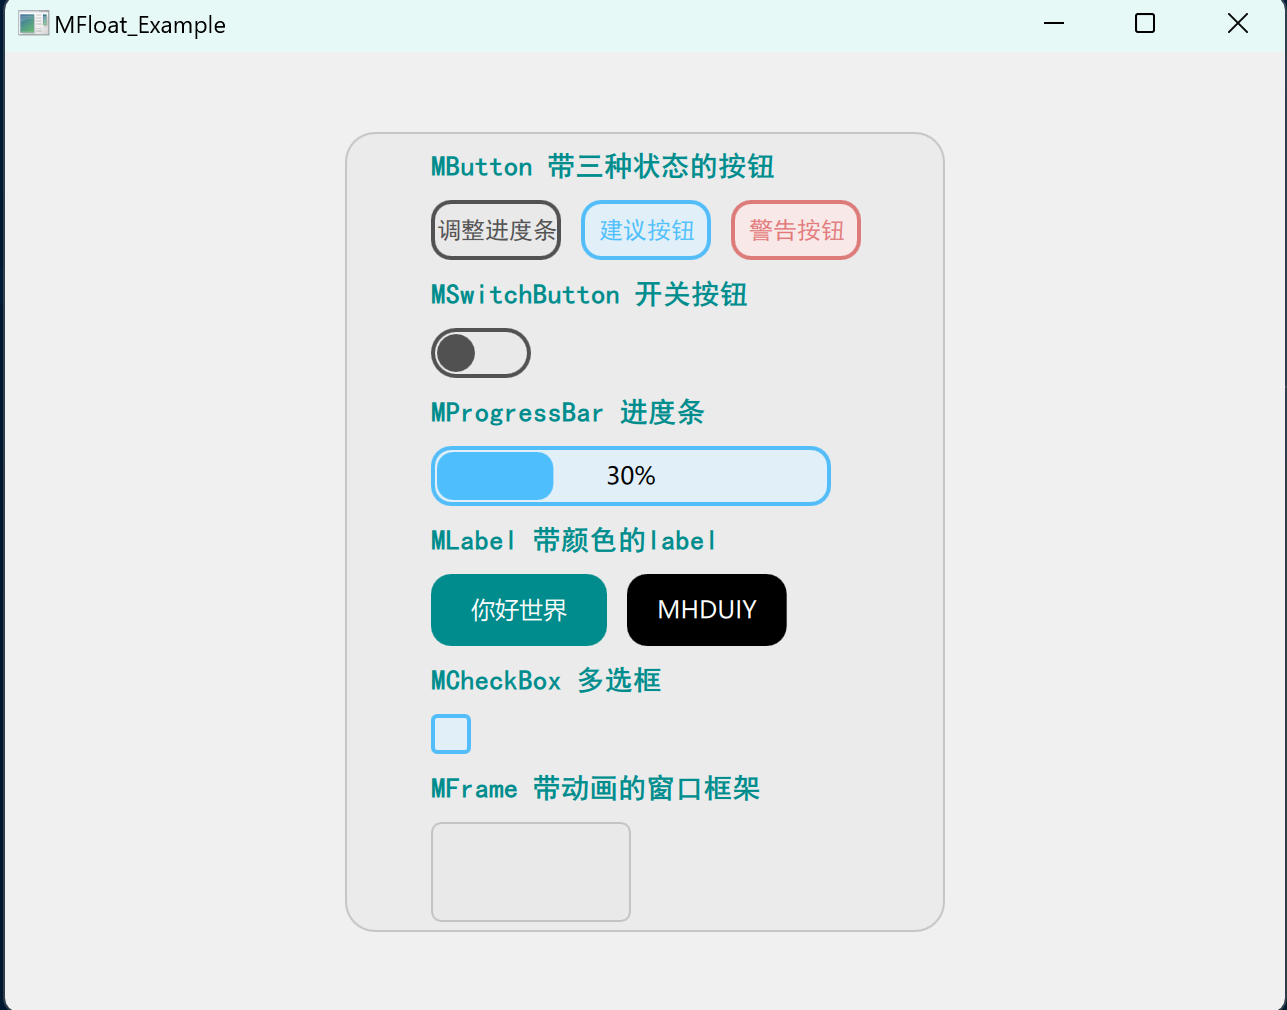 MFloat_Example
MButton 带三种状态的按钮
调整进度条 建议按钮 警告按钮
MSwitchButton 开关按钮
MProgressBar 进度条
30%
MLabel 带颜色的label
你好世界 MHDUIY
MCheckBox 多选框
MFrame 带动画的窗口框架